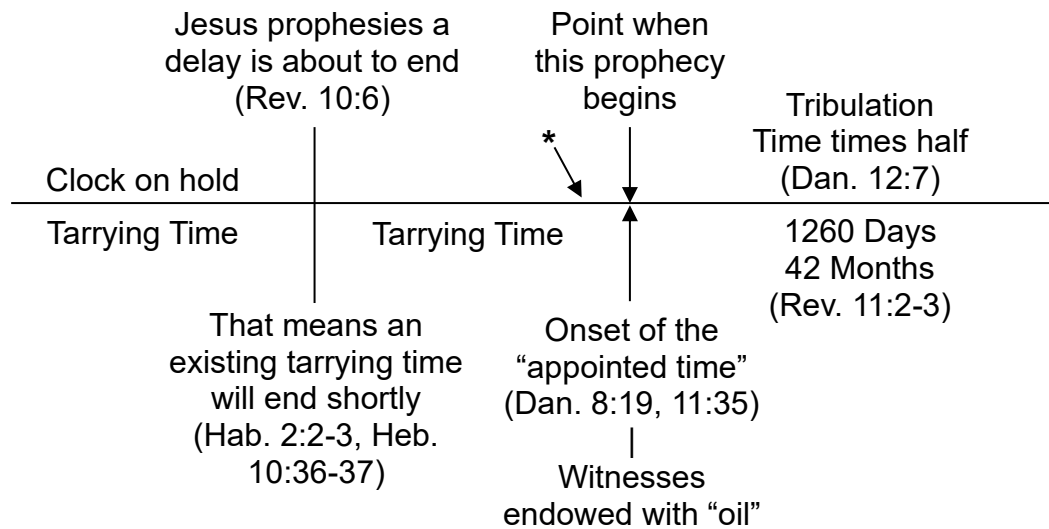 Jesus prophesies a
delay is about to end
(Rev. 10:6)
Point when
this prophecy
begins
Tribulation
Time times half
(Dan. 12:7)
*
Clock on hold
Tarrying Time
Tarrying Time
1260 Days
42 Months
(Rev. 11:2-3)
That means an
existing tarrying time
will end shortly
(Hab. 2:2-3, Heb.
10:36-37)
Onset of the
“appointed time”
(Dan. 8:19, 11:35)
Witnesses
endowed with “oil”